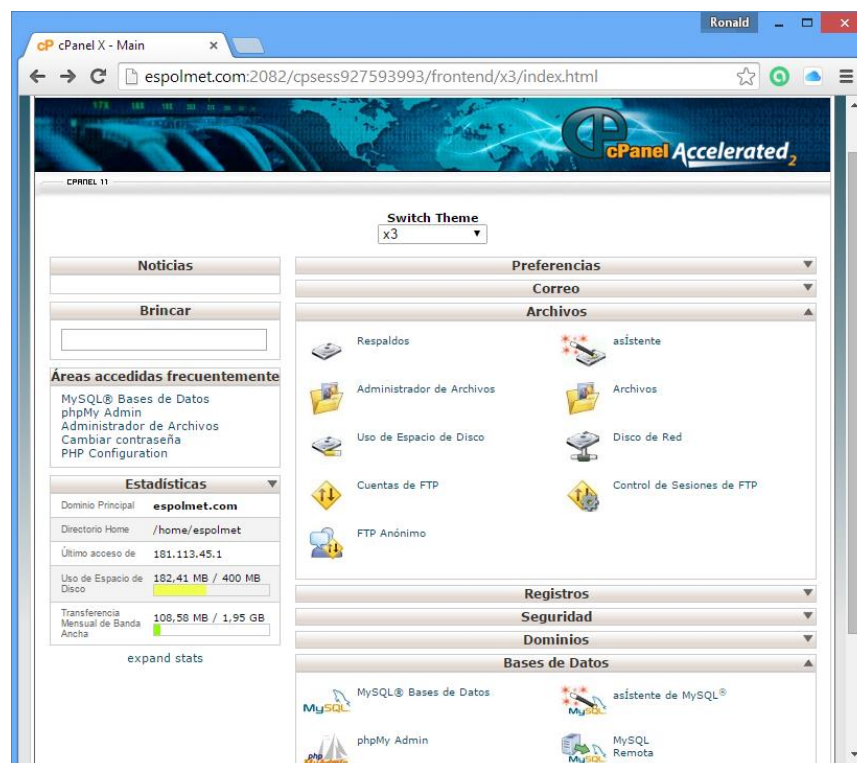 Ronald
cP cPanel X - Main
espolmet.com:2082/cpsess927593993/frontend/x3/index.html
cPanel Accelerated2
CPANEL 11
Switch Theme
x3
Noticias
Brincar
Áreas accedidas frecuentemente
MySQL® Bases de Datos
phpMy Admin
Administrador de Archivos
Cambiar contraseña
PHP Configuration
Estadísticas
Dominio Principal espolmet.com
Directorio Home /home/espolmet
Último acceso de 181.113.45.1
Uso de Espacio de Disco 182,41 MB / 400 MB
Transferencia Mensual de Banda Ancha 108,58 MB / 1,95 GB
expand stats
Preferencias
Correo
Archivos
Respaldos
asístente
Administrador de Archivos
Archivos
Uso de Espacio de Disco
Disco de Red
Cuentas de FTP
Control de Sesiones de FTP
FTP Anónimo
Registros
Seguridad
Dominios
Bases de Datos
MySQL
MySQL® Bases de Datos
MySQL
asístente de MySQL®
php
phpMy Admin
MySQL
MySQL
Remota